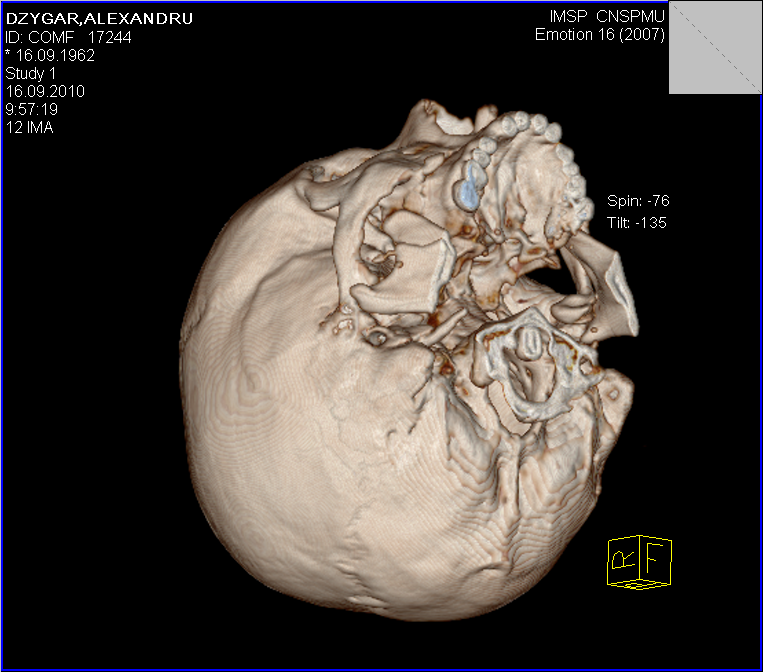 DZYGAR,ALEXANDRU
ID: COMF 17244
* 16.09.1962
Study 1
16.09.2010
9:57:19
12 IMA
IMSP CNSPMU
Emotion 16 (2007)
Spin: -76
Tilt: -135
R F